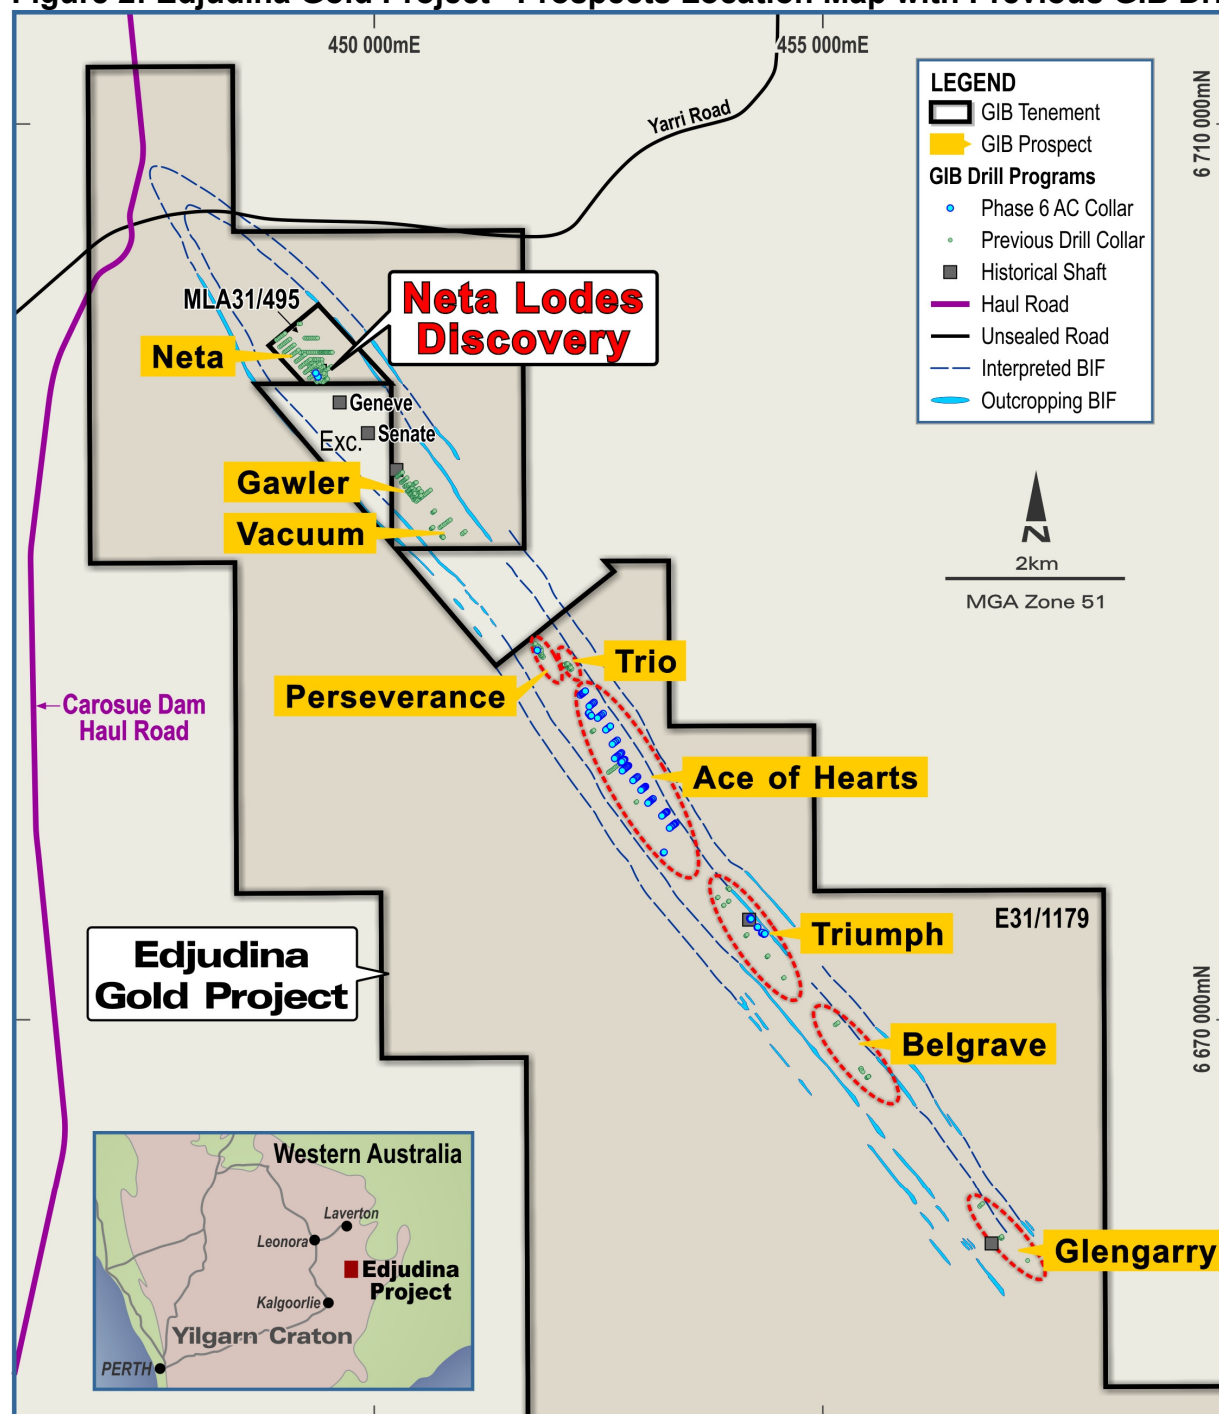 450 000mE
455 000mE
LEGEND
GIB Tenement
GIB Prospect
GIB Drill Programs
Phase 6 AC Collar
Previous Drill Collar
Historical Shaft
Haul Road
Unsealed Road
Interpreted BIF
Outcropping BIF
6 710 000mN
Yarri Road
MLA31/495
Neta Lodes
Discovery
Neta
Geneve
Exc.
Senate
Gawler
Vacuum
N
2km
MGA Zone 51
Trio
Perseverance
Carosue Dam
Haul Road
Ace of Hearts
E31/1179
Triumph
Edjudina
Gold Project
6 670 000mN
Belgrave
Glengarry
Western Australia
Laverton
Leonora
Edjudina
Project
Kalgoorlie
Yilgarn Craton
PERTH